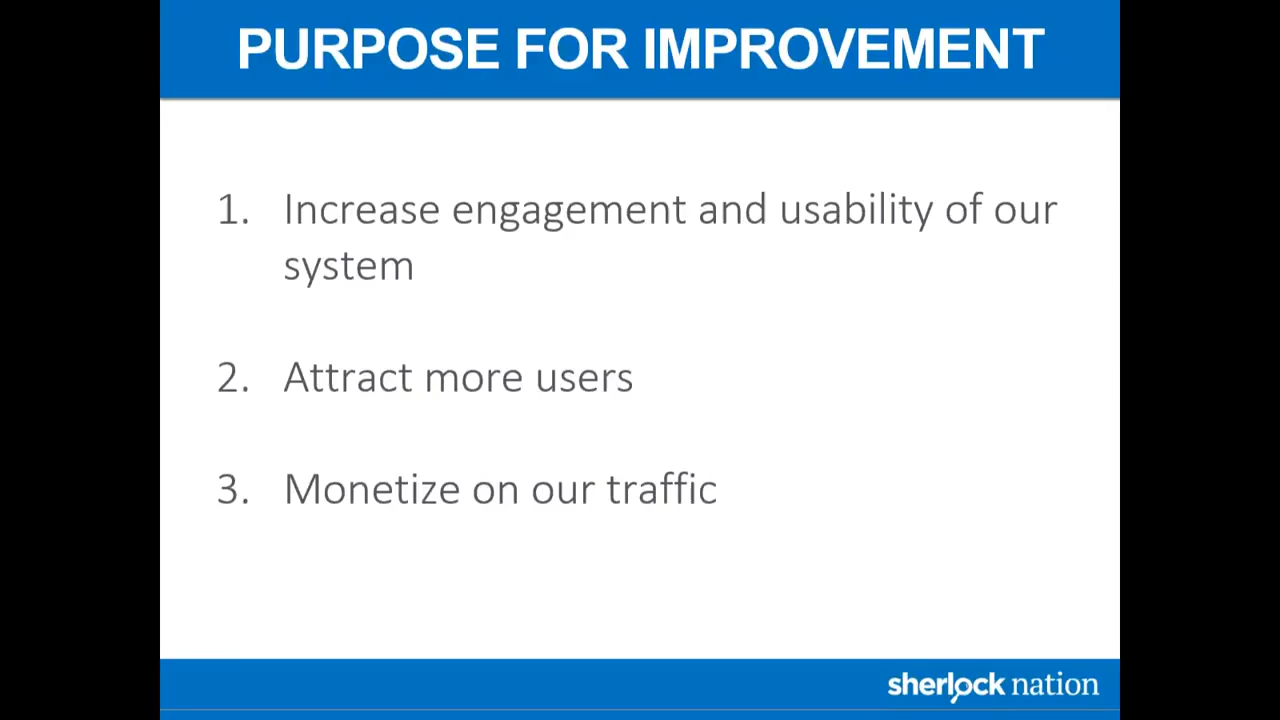 PURPOSE FOR IMPROVEMENT
1. Increase engagement and usability of our
system
2. Attract more users
3. Monetize on our traffic
sherlock nation